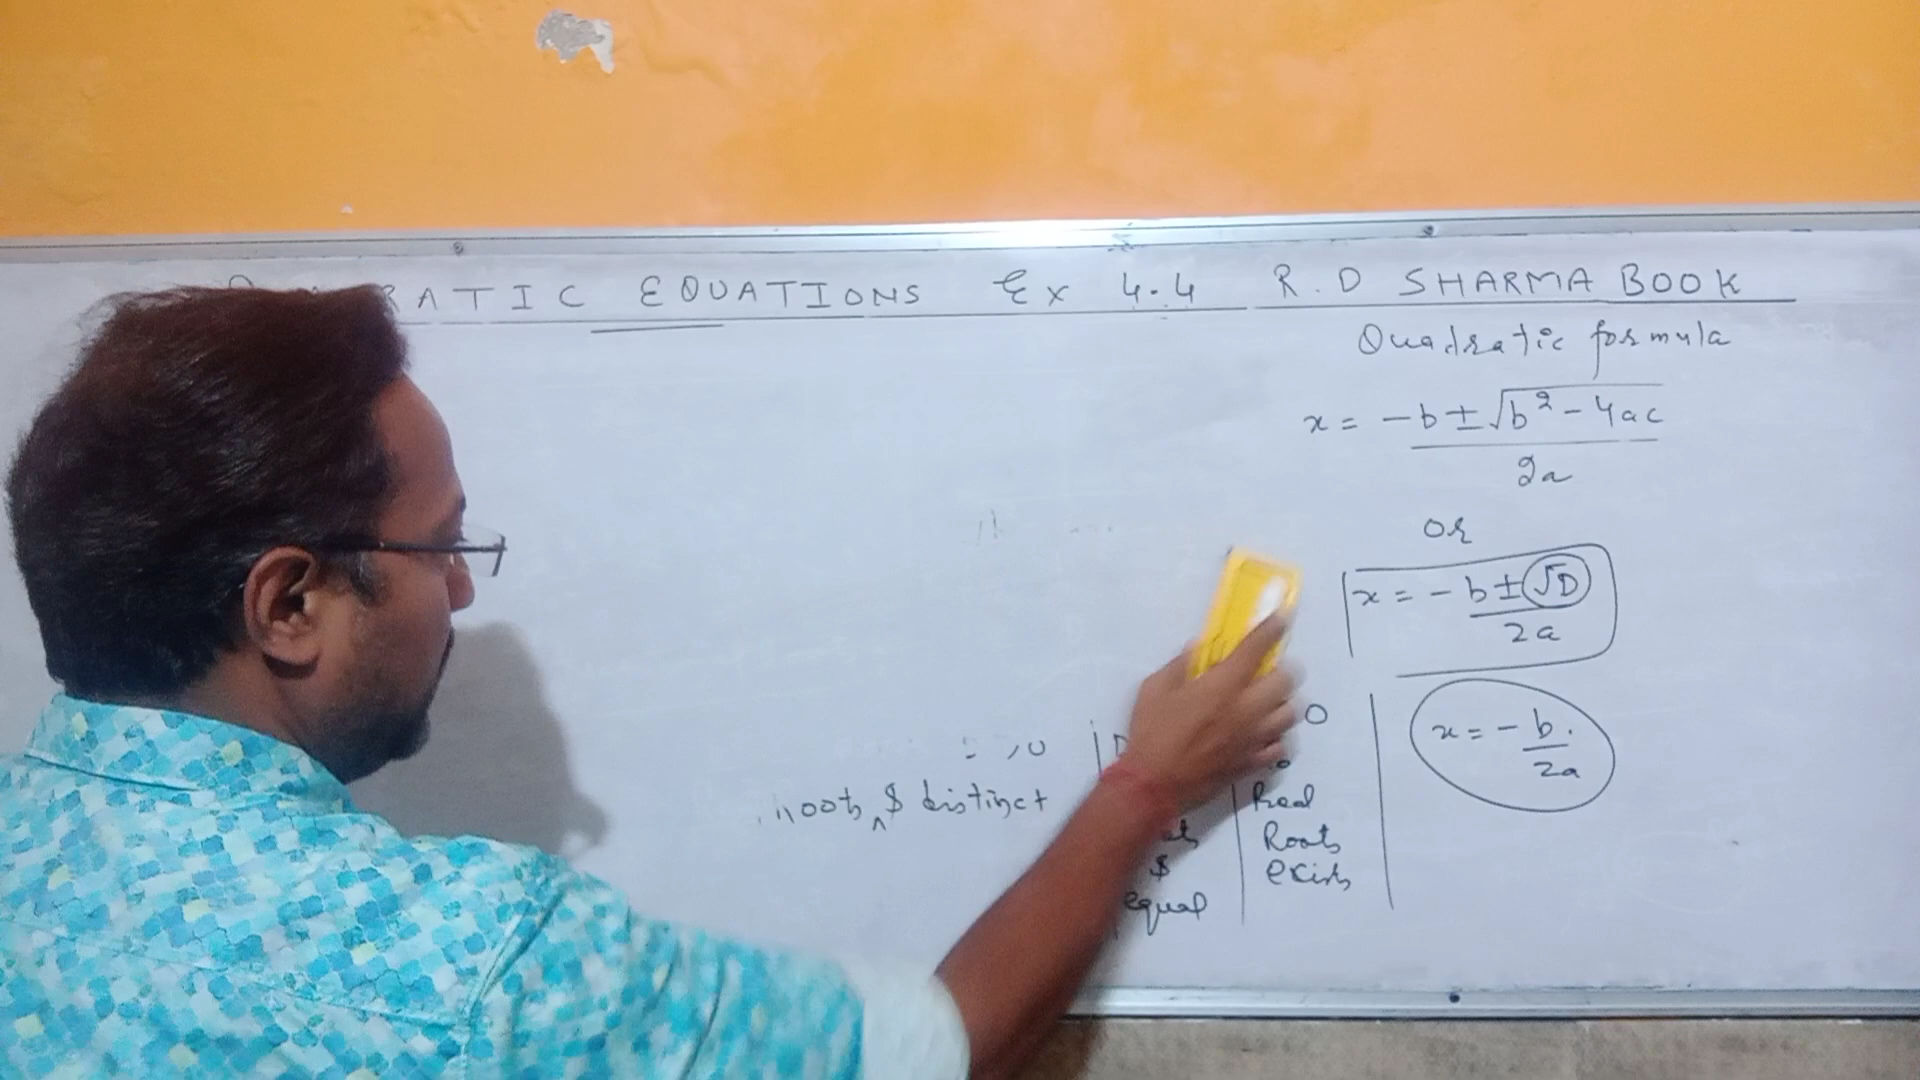 EQUATIONS Ex 4.4 R.D SHARMA BOOK
Quadratic formula
x = -b ± √b² - 4ac
2a
or
x = -b ± √D
2a
x = -b
2a
roots, $ distinct
Real
Roots
exists
$
equal